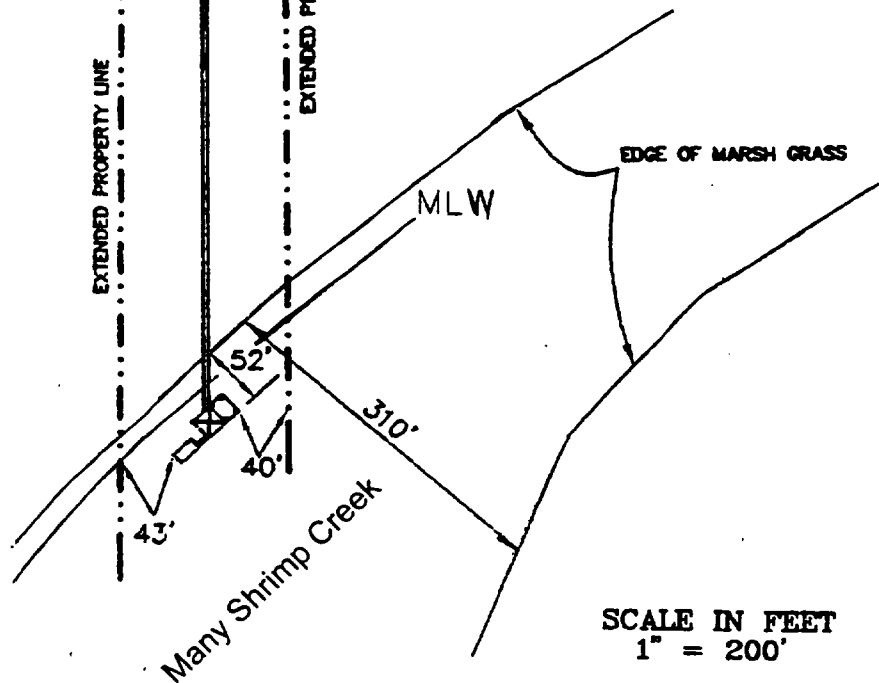 EXTENDED PROPERTY LINE
EXTENDED
EDGE OF MARSH GRASS
MLW
52'
310'
40'
43'
Many Shrimp Creek
SCALE IN FEET
1" = 200'